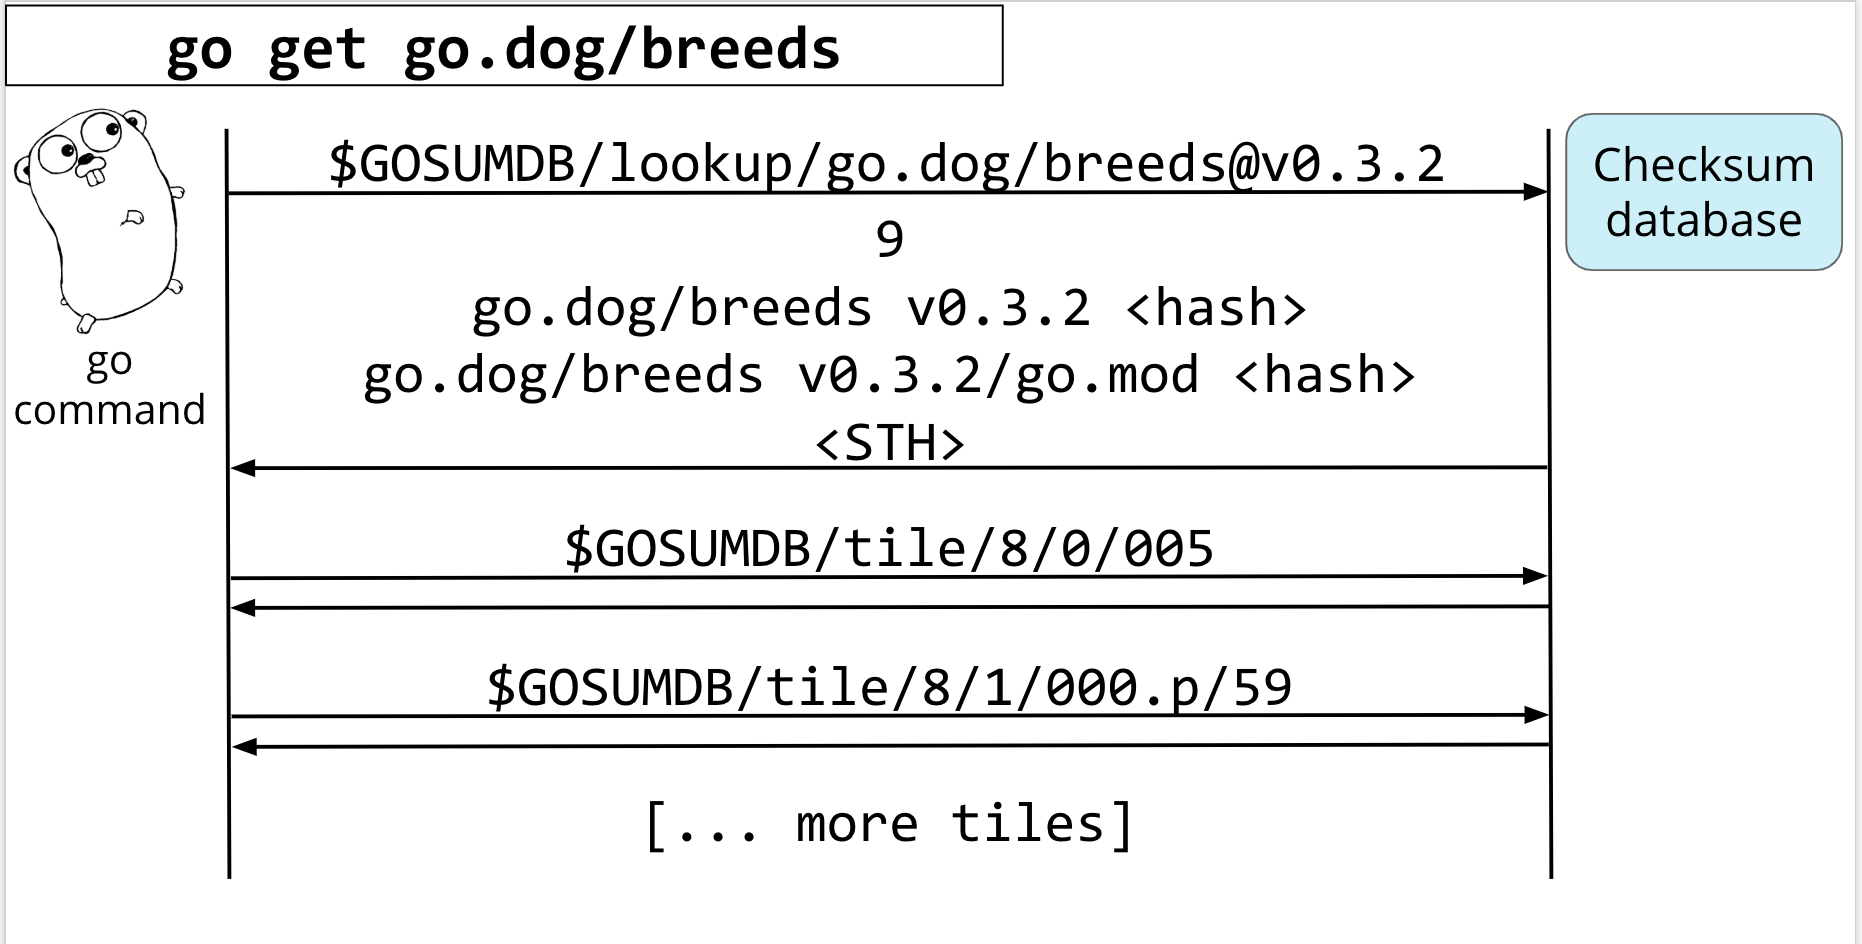 go get go.dog/breeds
$GOSUMDB/lookup/go.dog/breeds@v0.3.2
Checksum
database
9
go.dog/breeds v0.3.2 <hash>
go.dog/breeds v0.3.2/go.mod <hash>
<STH>
go
command
$GOSUMDB/tile/8/0/005
$GOSUMDB/tile/8/1/000.p/59
[... more tiles]